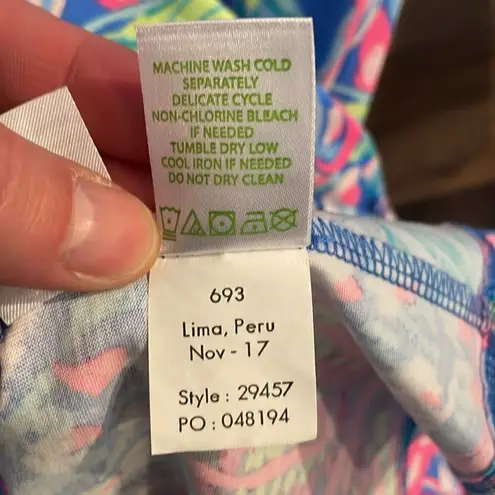 MACHINE WASH COLD
SEPARATELY
DELICATE CYCLE
NON-CHLORINE BLEACH
IF NEEDED
TUMBLE DRY LOW
COOL IRON IF NEEDED
DO NOT DRY CLEAN
693
Lima, Peru
Nov - 17
Style : 29457
PO : 048194